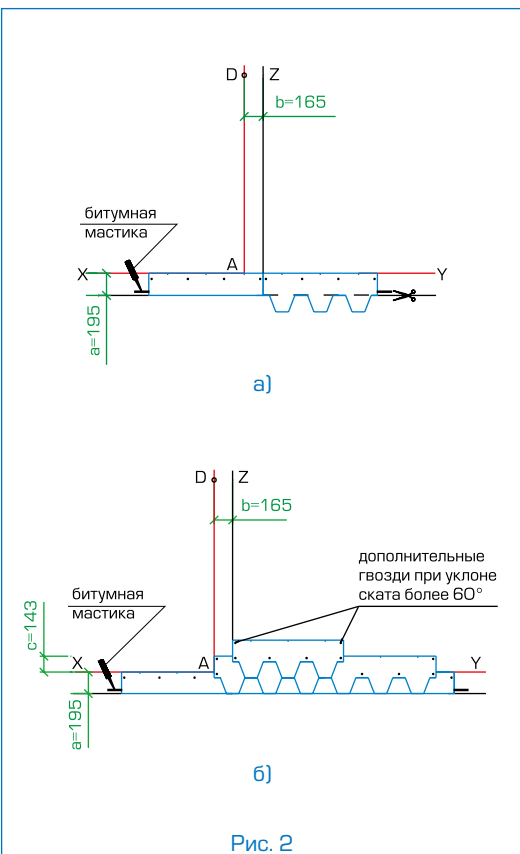 D
Z
b=165
битумная
мастика
X
A
Y
a=195
а)
D
Z
b=165
дополнительные
гвозди при уклоне
ската более 60°
битумная
мастика
c=143
X
A
Y
a=195
б)
Рис. 2